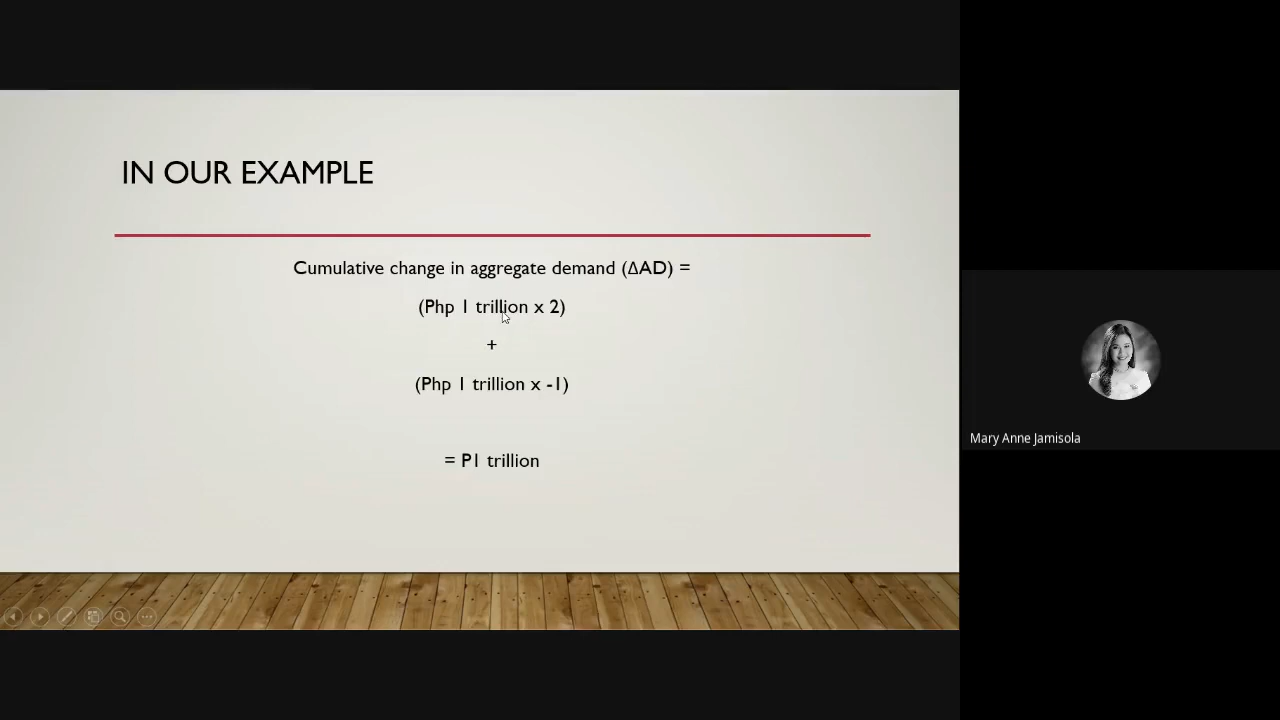 IN OUR EXAMPLE
Cumulative change in aggregate demand (ΔAD) =
(Php 1 trillion x 2)
+
(Php 1 trillion x -1)
= P1 trillion
Mary Anne Jamisola